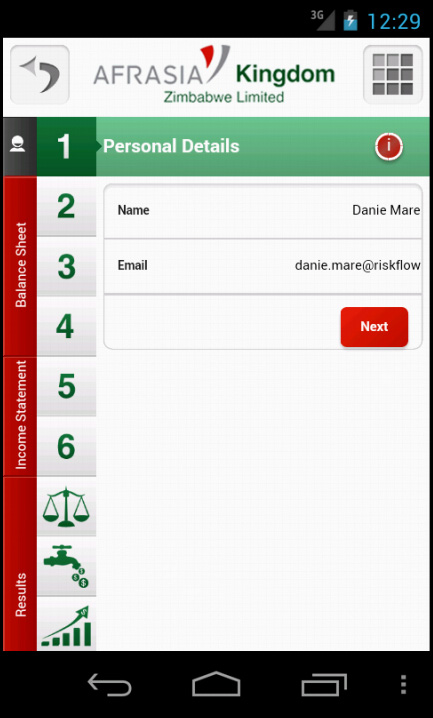 3G 12:29
AFRASIA Kingdom
Zimbabwe Limited
1 Personal Details i
Balance Sheet
2
3
4
Name Danie Mare
Email danie.mare@riskflow
Next
Income Statement
5
6
Results